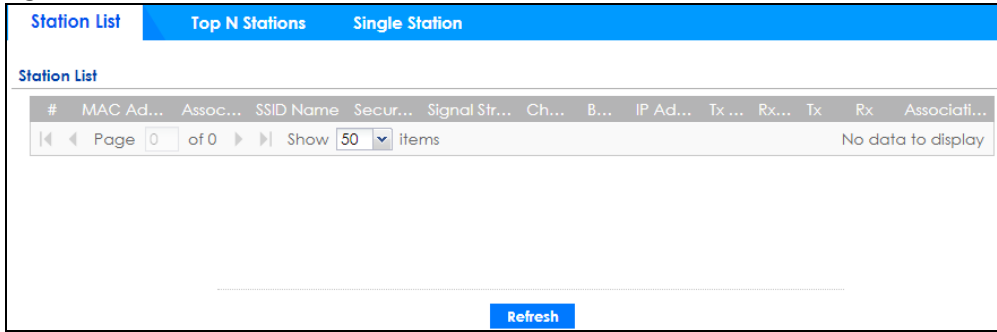 Station List Top N Stations Single Station
Station List
# MAC Ad... Assoc... SSID Name Secur... Signal Str... Ch... B... IP Ad... Tx ... Rx... Tx Rx Associati...
Page 0 of 0 Show 50 items No data to display
Refresh